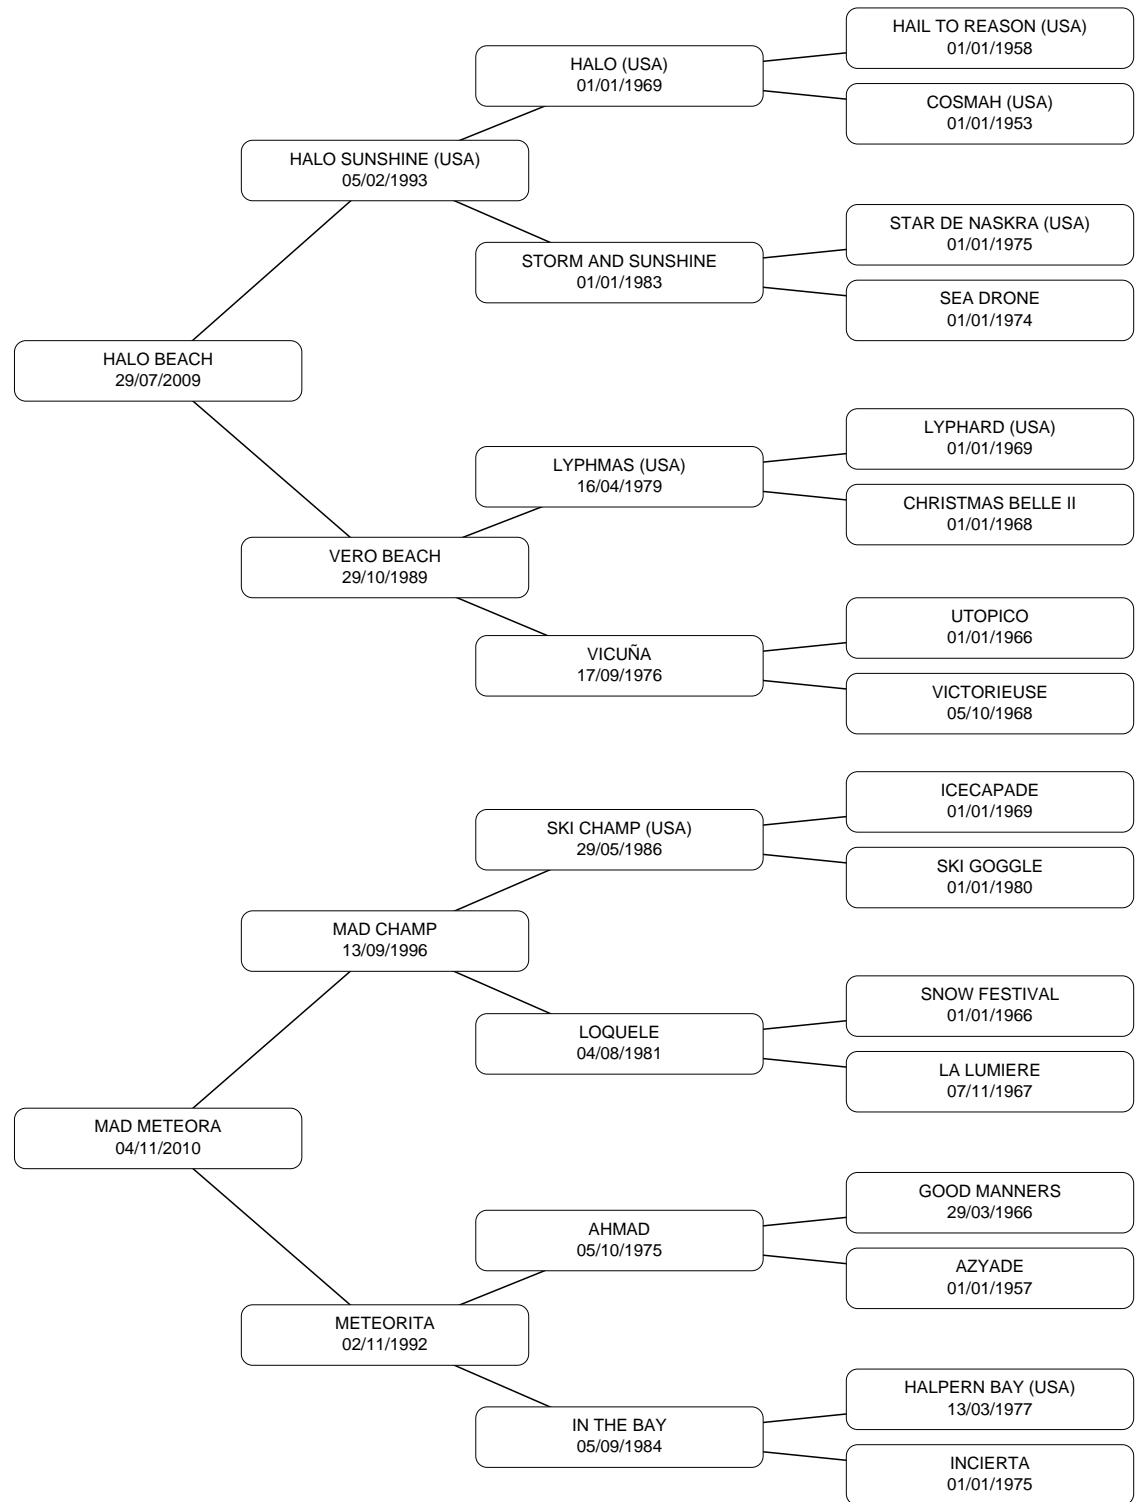 HAIL TO REASON (USA)
01/01/1958
HALO (USA)
01/01/1969
COSMAH (USA)
01/01/1953
HALO SUNSHINE (USA)
05/02/1993
STAR DE NASKRA (USA)
01/01/1975
STORM AND SUNSHINE
01/01/1983
SEA DRONE
01/01/1974
HALO BEACH
29/07/2009
LYPHARD (USA)
01/01/1969
LYPHMAS (USA)
16/04/1979
CHRISTMAS BELLE II
01/01/1968
VERO BEACH
29/10/1989
UTOPICO
01/01/1966
VICUÑA
17/09/1976
VICTORIEUSE
05/10/1968
ICECAPADE
01/01/1969
SKI CHAMP (USA)
29/05/1986
SKI GOGGLE
01/01/1980
MAD CHAMP
13/09/1996
SNOW FESTIVAL
01/01/1966
LOQUELE
04/08/1981
LA LUMIERE
07/11/1967
MAD METEORA
04/11/2010
GOOD MANNERS
29/03/1966
AHMAD
05/10/1975
AZYADE
01/01/1957
METEORITA
02/11/1992
HALPERN BAY (USA)
13/03/1977
IN THE BAY
05/09/1984
INCIERTA
01/01/1975